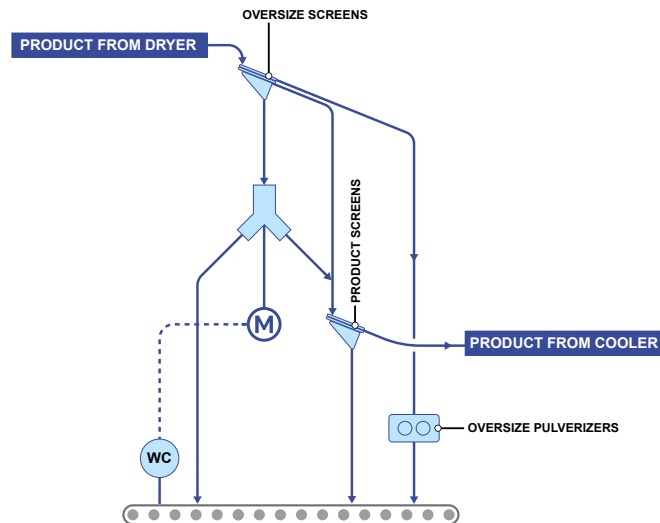 OVERSIZE SCREENS
PRODUCT FROM DRYER
PRODUCT SCREENS
M
PRODUCT FROM COOLER
OVERSIZE PULVERIZERS
WC